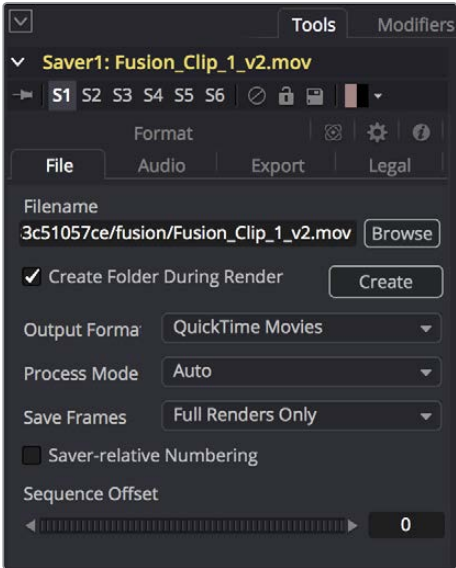 Tools Modifiers
Saver1: Fusion_Clip_1_v2.mov
S1 S2 S3 S4 S5 S6
Format
File Audio Export Legal
Filename
3c51057ce/fusion/Fusion_Clip_1_v2.mov Browse
Create Folder During Render Create
Output Forma QuickTime Movies
Process Mode Auto
Save Frames Full Renders Only
Saver-relative Numbering
Sequence Offset
0